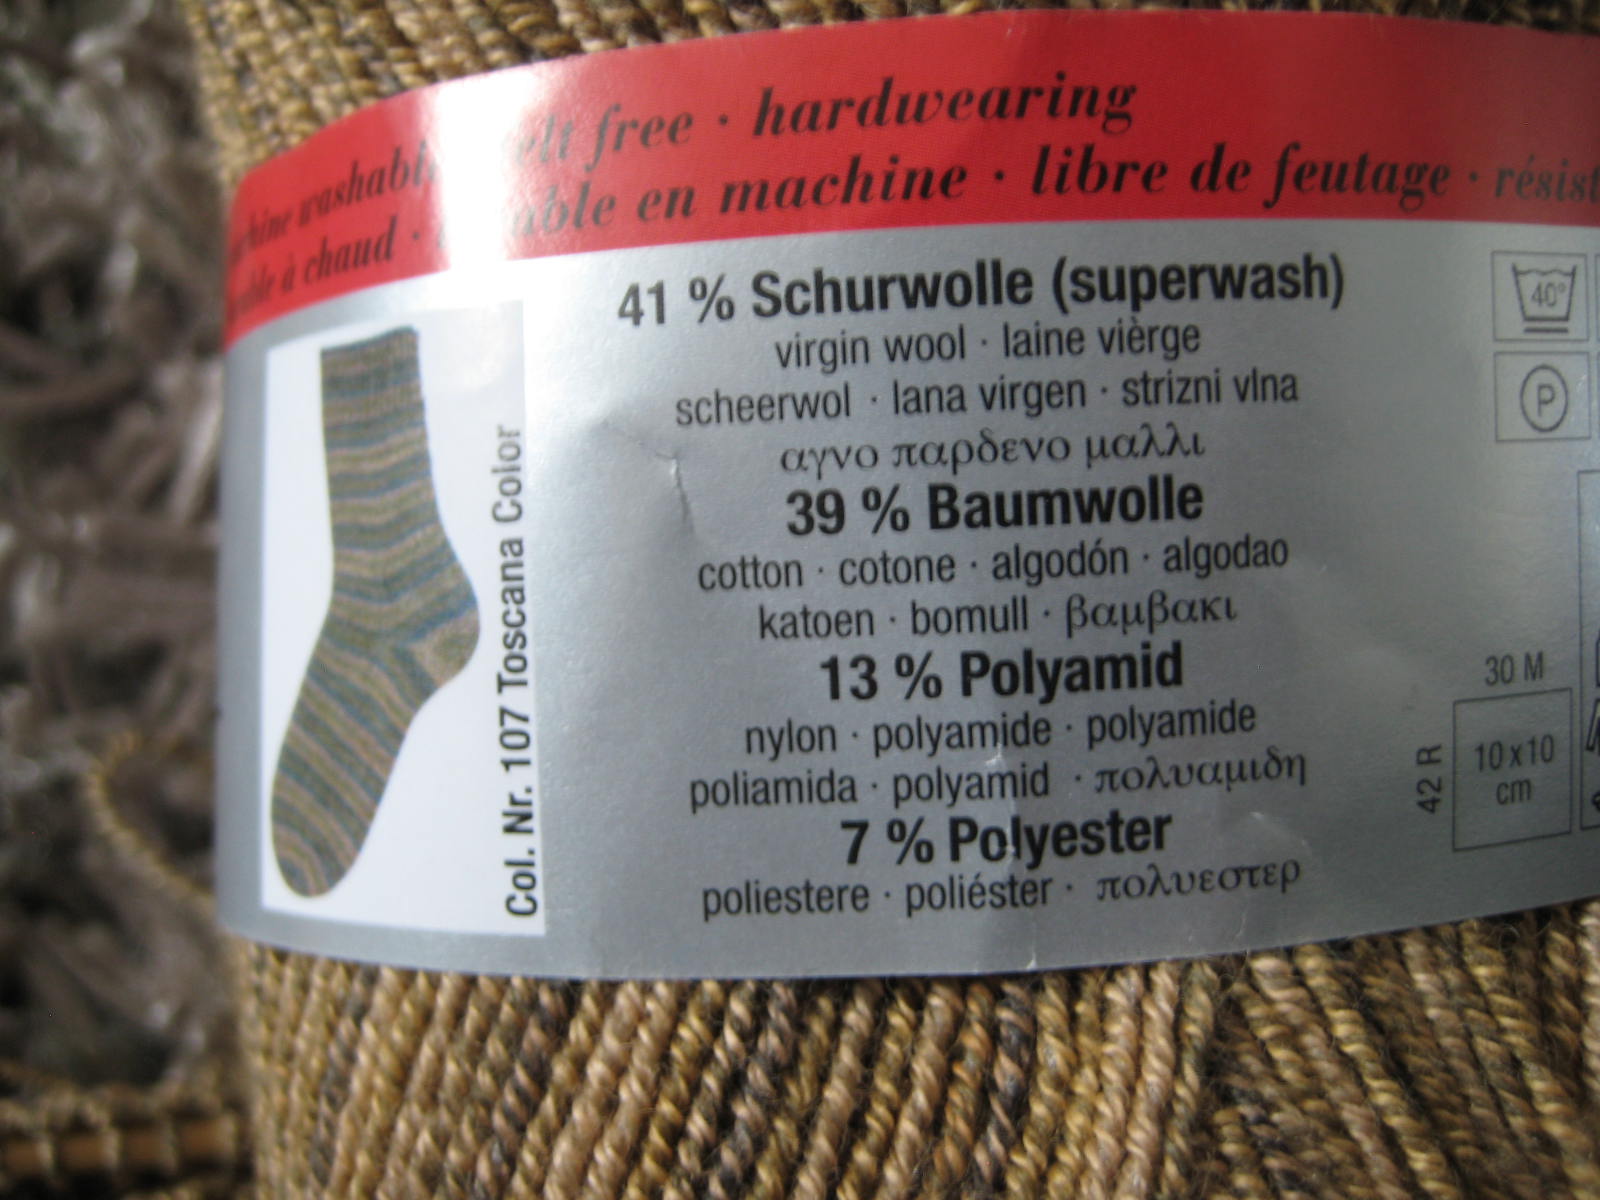 washable free · hardwearing
à chaud · en machine · libre de feutage ·
41 % Schurwolle (superwash)
virgin wool · laine vièrge
scheerwol · lana virgen · strizni vlna
αγνο παρδενο μαλλι
39 % Baumwolle
cotton · cotone · algodón · algodao
katoen · bomull · βαμβακι
13 % Polyamid
nylon · polyamide · polyamide
poliamida · polyamid · πολυαμιδη
7 % Polyester
poliestere · poliéster · πολυεστερ
Col. Nr. 107 Toscana Color
40°
P
30 M
42 R
10 x 10
cm